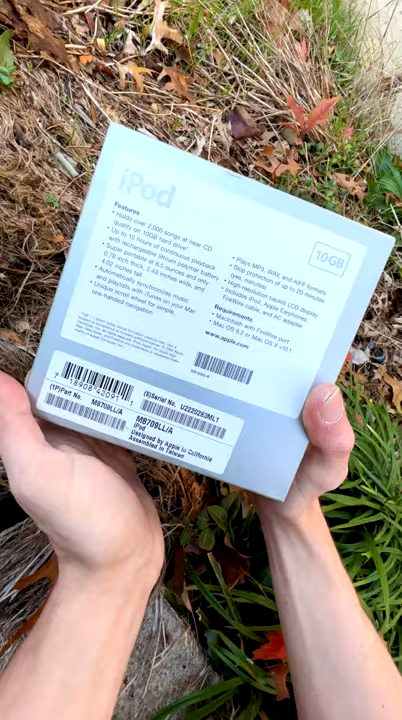 iPod
Features
• Holds over 2,000 songs at near-CD
quality on 10GB hard drive¹
• Up to 10 hours of continuous playback
with rechargeable lithium polymer battery
• Super portable at 6.5 ounces and only
0.78 inch thick, 2.43 inches wide, and
4.02 inches tall
• Automatically synchronizes music
and playlists with iTunes on your Mac
• Unique scroll wheel for simple,
one-handed navigation
• Plays MP3, WAV, and AIFF formats
• Skip protection of up to 20 minutes
(yes, minutes)
• High-resolution backlit LCD display
• Includes iPod, Apple Earphones,
FireWire cable, and AC adapter
Requirements
• Macintosh with FireWire port
• Mac OS 9.2 or Mac OS X v10.1
www.apple.com
10GB
7 18908 42091
(1P)Part No. M8709LL/A
(S)Serial No. U2220283ML1
M8709LL/A
iPod
Designed by Apple in California
Assembled in Taiwan